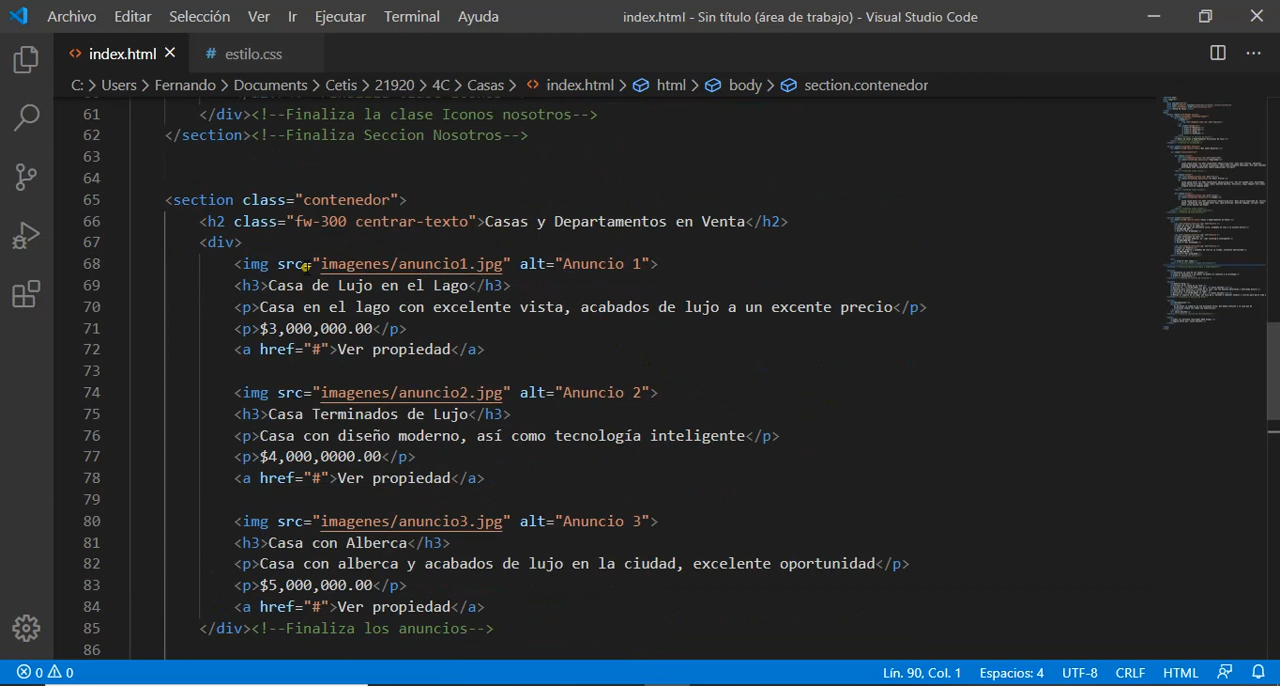 Archivo Editar Selección Ver Ir Ejecutar Terminal Ayuda index.html - Sin título (área de trabajo) - Visual Studio Code
index.html estilo.css
C: > Users > Fernando > Documents > Cetis > 21920 > 4C > Casas > index.html > html > body > section.contenedor
61 </div><!--Finaliza la clase Iconos nosotros-->
62 </section><!--Finaliza Seccion Nosotros-->
63
64
65 <section class="contenedor">
66 <h2 class="fw-300 centrar-texto">Casas y Departamentos en Venta</h2>
67 <div>
68 <img src="imagenes/anuncio1.jpg" alt="Anuncio 1">
69 <h3>Casa de Lujo en el Lago</h3>
70 <p>Casa en el lago con excelente vista, acabados de lujo a un excente precio</p>
71 <p>$3,000,000.00</p>
72 <a href="#">Ver propiedad</a>
73
74 <img src="imagenes/anuncio2.jpg" alt="Anuncio 2">
75 <h3>Casa Terminados de Lujo</h3>
76 <p>Casa con diseño moderno, así como tecnología inteligente</p>
77 <p>$4,000,0000.00</p>
78 <a href="#">Ver propiedad</a>
79
80 <img src="imagenes/anuncio3.jpg" alt="Anuncio 3">
81 <h3>Casa con Alberca</h3>
82 <p>Casa con alberca y acabados de lujo en la ciudad, excelente oportunidad</p>
83 <p>$5,000,000.00</p>
84 <a href="#">Ver propiedad</a>
85 </div><!--Finaliza los anuncios-->
86
0 0 Lín. 90, Col. 1 Espacios: 4 UTF-8 CRLF HTML